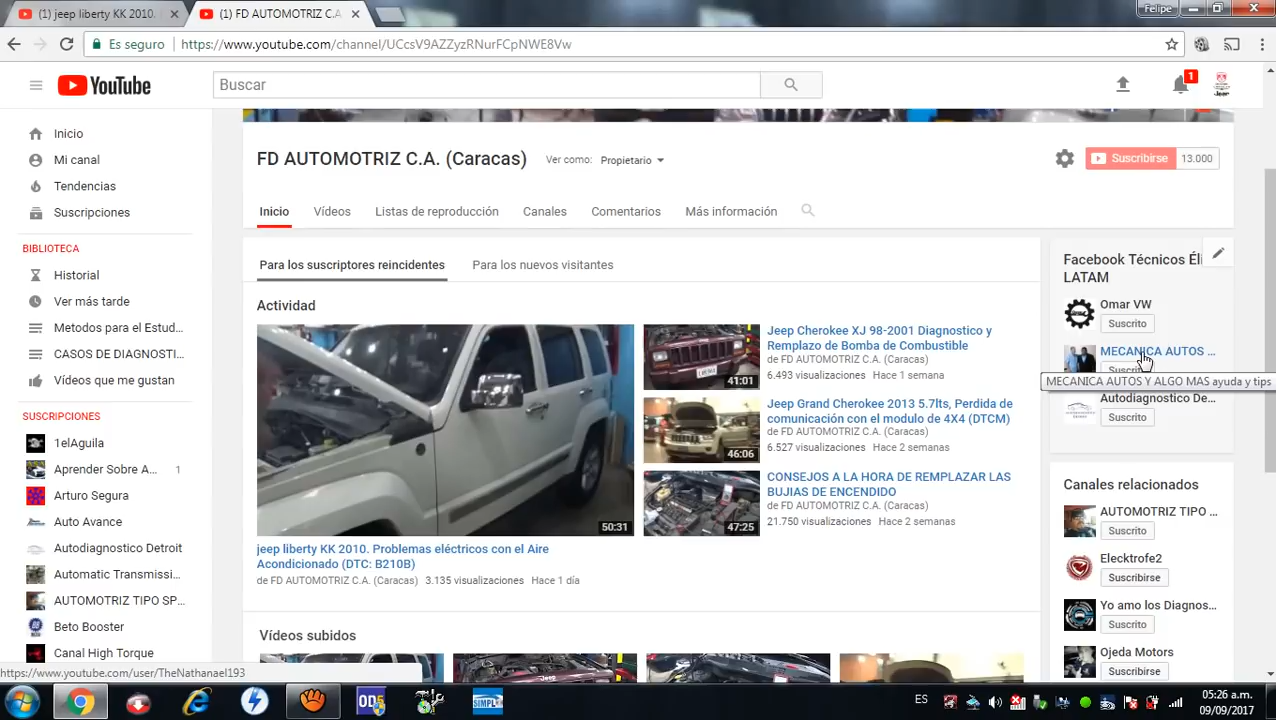 (1) jeep liberty KK 2010.
(1) FD AUTOMOTRIZ C.A.
Felipe
Es seguro
https://www.youtube.com/channel/UCcsV9AZZyzRNurFCpNWE8Vw
YouTube
Buscar
1
Inicio
Mi canal
Tendencias
Suscripciones
BIBLIOTECA
Historial
Ver más tarde
Metodos para el Estud...
CASOS DE DIAGNOSTI...
Vídeos que me gustan
SUSCRIPCIONES
1elAguila
Aprender Sobre A... 1
Arturo Segura
Auto Avance
Autodiagnostico Detroit
Automatic Transmissi...
AUTOMOTRIZ TIPO SP...
Beto Booster
Canal High Torque
https://www.youtube.com/user/TheNathanael193
FD AUTOMOTRIZ C.A. (Caracas)
Ver como: Propietario
Suscribirse 13.000
Inicio Vídeos Listas de reproducción Canales Comentarios Más información
Para los suscriptores reincidentes Para los nuevos visitantes
Actividad
50:31
jeep liberty KK 2010. Problemas eléctricos con el Aire
Acondicionado (DTC: B210B)
de FD AUTOMOTRIZ C.A. (Caracas) 3.135 visualizaciones Hace 1 día
41:01
Jeep Cherokee XJ 98-2001 Diagnostico y
Remplazo de Bomba de Combustible
de FD AUTOMOTRIZ C.A. (Caracas)
6.493 visualizaciones Hace 1 semana
46:06
Jeep Grand Cherokee 2013 5.7lts, Perdida de
comunicación con el modulo de 4X4 (DTCM)
de FD AUTOMOTRIZ C.A. (Caracas)
6.527 visualizaciones Hace 2 semanas
47:25
CONSEJOS A LA HORA DE REMPLAZAR LAS
BUJIAS DE ENCENDIDO
de FD AUTOMOTRIZ C.A. (Caracas)
21.750 visualizaciones Hace 2 semanas
Vídeos subidos
Facebook Técnicos Éli
LATAM
Omar VW
Suscrito
MECANICA AUTOS ...
MECANICA AUTOS Y ALGO MAS ayuda y tips
Autodiagnostico De...
Suscrito
Canales relacionados
AUTOMOTRIZ TIPO ...
Suscrito
Elecktrofe2
Suscribirse
Yo amo los Diagnos...
Suscrito
Ojeda Motors
Suscribirse
OD5
SIMPLO
ES
05:26 a.m.
09/09/2017